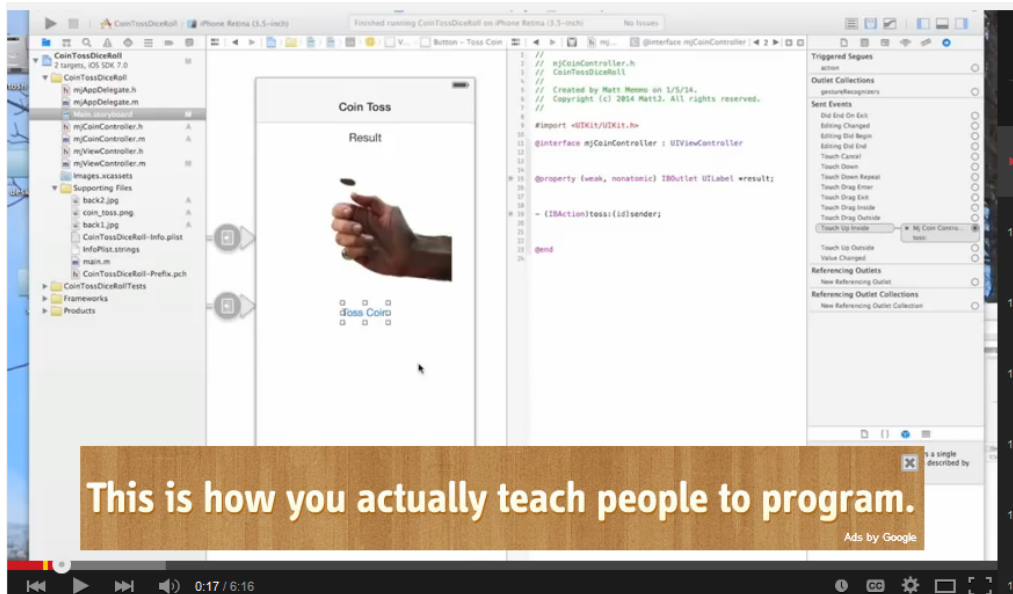 CoinTossDiceRoll
iPhone Retina (3.5-inch)
Finished running CoinTossDiceRoll on iPhone Retina (3.5-inch)
No Issues
CoinTossDiceRoll
2 targets, iOS SDK 7.0
M
CoinTossDiceRoll
mjAppDelegate.h
mjAppDelegate.m
Main.storyboard
M
mjCoinController.h
A
mjCoinController.m
A
mjViewController.h
mjViewController.m
M
Images.xcassets
Supporting Files
back2.jpg
A
coin_toss.png
A
back1.jpg
A
CoinTossDiceRoll-Info.plist
InfoPlist.strings
main.m
CoinTossDiceRoll-Prefix.pch
CoinTossDiceRollTests
Frameworks
Products
V...
Button - Toss Coin
Coin Toss
Result
Toss Coin
mj...
@interface mjCoinController
2
//
// mjCoinController.h
// CoinTossDiceRoll
//
// Created by Matt Memmo on 1/5/14.
// Copyright (c) 2014 MattJ. All rights reserved.
//
#import <UIKit/UIKit.h>
@interface mjCoinController : UIViewController
@property (weak, nonatomic) IBOutlet UILabel *result;
- (IBAction)toss:(id)sender;
@end
Triggered Segues
action
Outlet Collections
gestureRecognizers
Sent Events
Did End On Exit
Editing Changed
Editing Did Begin
Editing Did End
Touch Cancel
Touch Down
Touch Down Repeat
Touch Drag Enter
Touch Drag Exit
Touch Drag Inside
Touch Drag Outside
Touch Up Inside
Mj Coin Contro...
toss:
Touch Up Outside
Value Changed
Referencing Outlets
New Referencing Outlet
Referencing Outlet Collections
New Referencing Outlet Collection
s a single
described by
This is how you actually teach people to program.
Ads by Google
0:17 / 6:16
CC